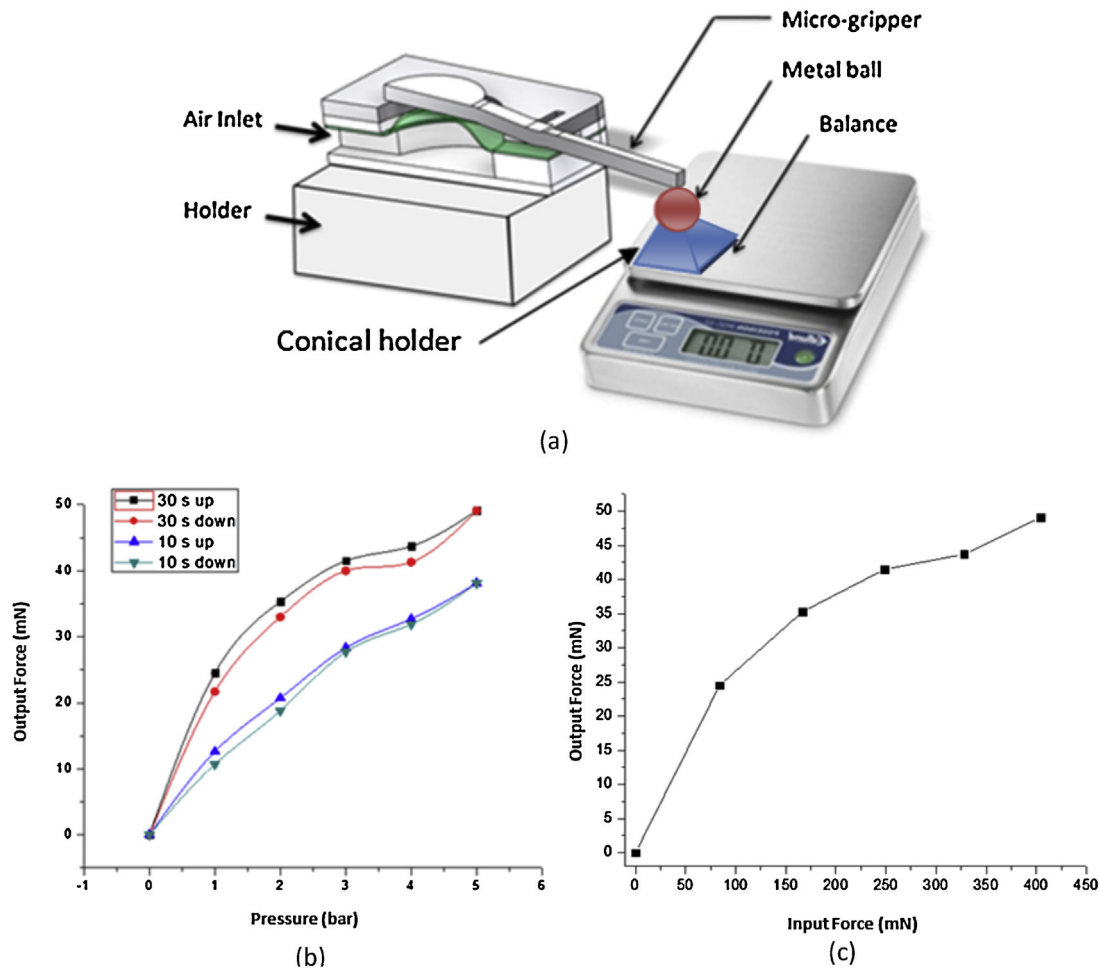 Micro-gripper
Metal ball
Balance
Air Inlet
Holder
Conical holder
0.0 0
(a)
30 s up
30 s down
10 s up
10 s down
50
40
30
20
10
0
-1 0 1 2 3 4 5 6
Output Force (mN)
Pressure (bar)
(b)
50
45
40
35
30
25
20
15
10
5
0
0 50 100 150 200 250 300 350 400 450
Output Force (mN)
Input Force (mN)
(c)